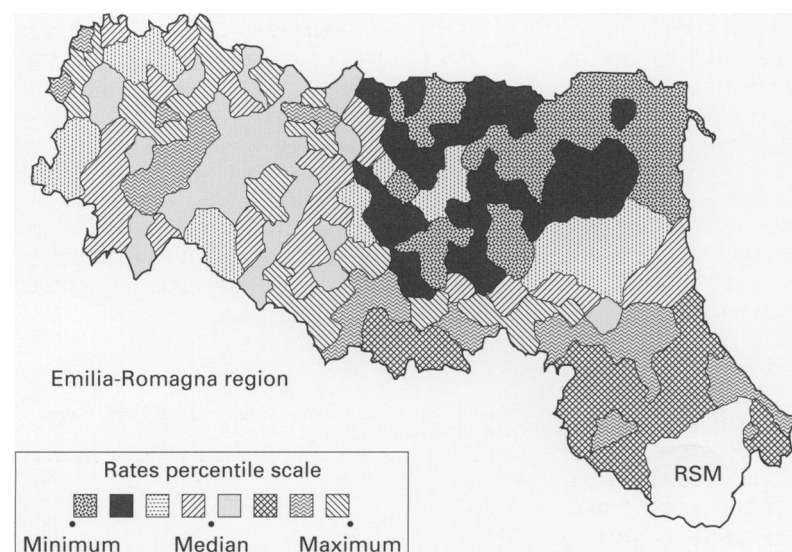 Emilia-Romagna region
RSM
Rates percentile scale
Minimum Median Maximum